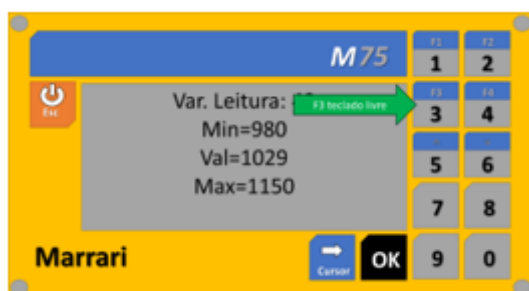 M75
F1
1
F2
2
Esc
Var. Leitura:
F3 teclado livre
F3
3
F4
4
Min=980
Val=1029
Max=1150
5
6
7
8
Marrari
Cursor
OK
9
0